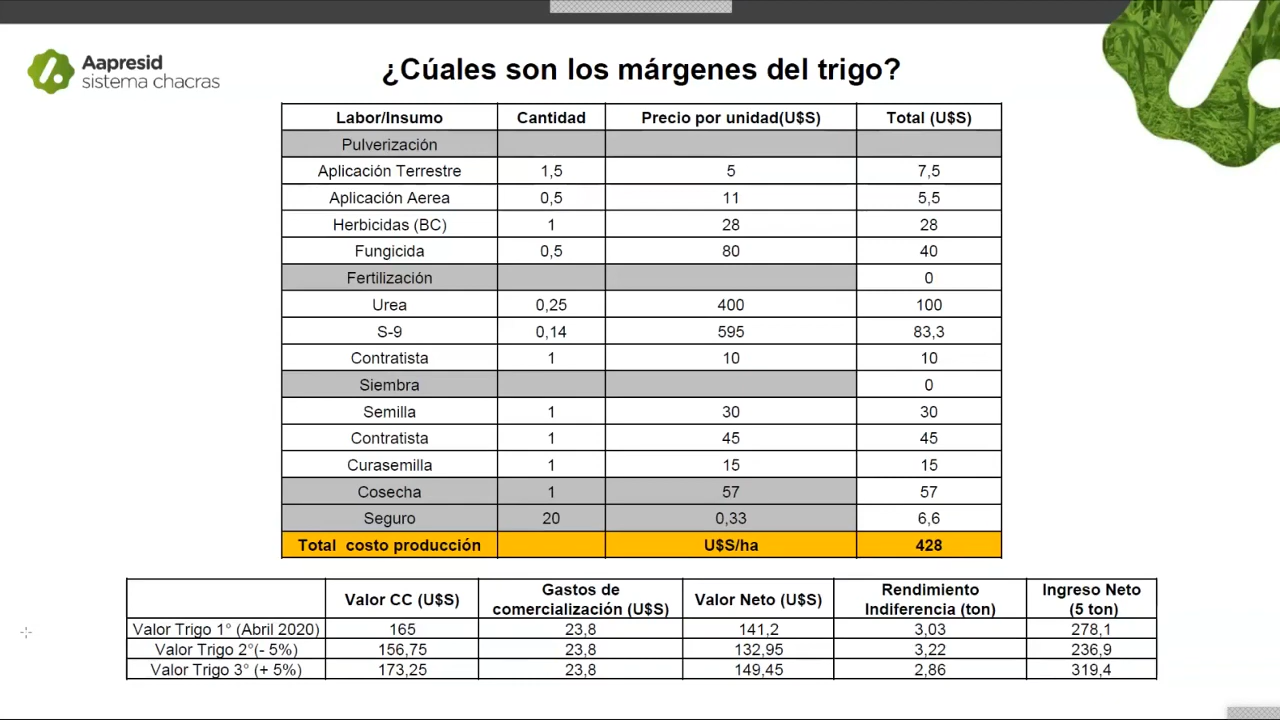 Aapresid
sistema chacras
¿Cúales son los márgenes del trigo?
Labor/Insumo Cantidad Precio por unidad(U$S) Total (U$S)
Pulverización
Aplicación Terrestre 1,5 5 7,5
Aplicación Aerea 0,5 11 5,5
Herbicidas (BC) 1 28 28
Fungicida 0,5 80 40
Fertilización 0
Urea 0,25 400 100
S-9 0,14 595 83,3
Contratista 1 10 10
Siembra 0
Semilla 1 30 30
Contratista 1 45 45
Curasemilla 1 15 15
Cosecha 1 57 57
Seguro 20 0,33 6,6
Total costo producción U$S/ha 428
Valor CC (U$S) Gastos de comercialización (U$S) Valor Neto (U$S) Rendimiento Indiferencia (ton) Ingreso Neto (5 ton)
Valor Trigo 1° (Abril 2020) 165 23,8 141,2 3,03 278,1
Valor Trigo 2°(- 5%) 156,75 23,8 132,95 3,22 236,9
Valor Trigo 3° (+ 5%) 173,25 23,8 149,45 2,86 319,4